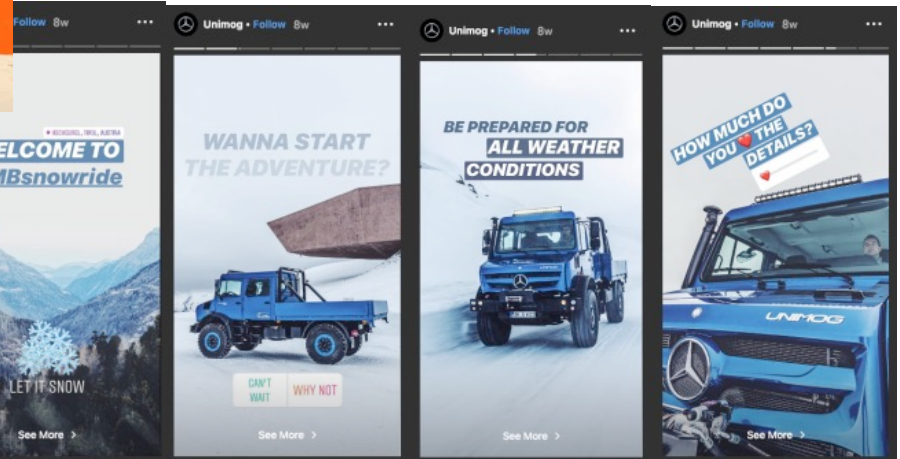 Follow 8w
ELCOME TO
MBsnowride
LET IT SNOW
See More >
Unimog • Follow 8w
WANNA START
THE ADVENTURE?
CAN'T
WAIT
WHY NOT
See More >
Unimog • Follow 8w
BE PREPARED FOR
ALL WEATHER
CONDITIONS
UNIMOG
See More >
Unimog • Follow 8w
HOW MUCH DO
YOU ❤️ THE
DETAILS?
UNIMOG
See More >